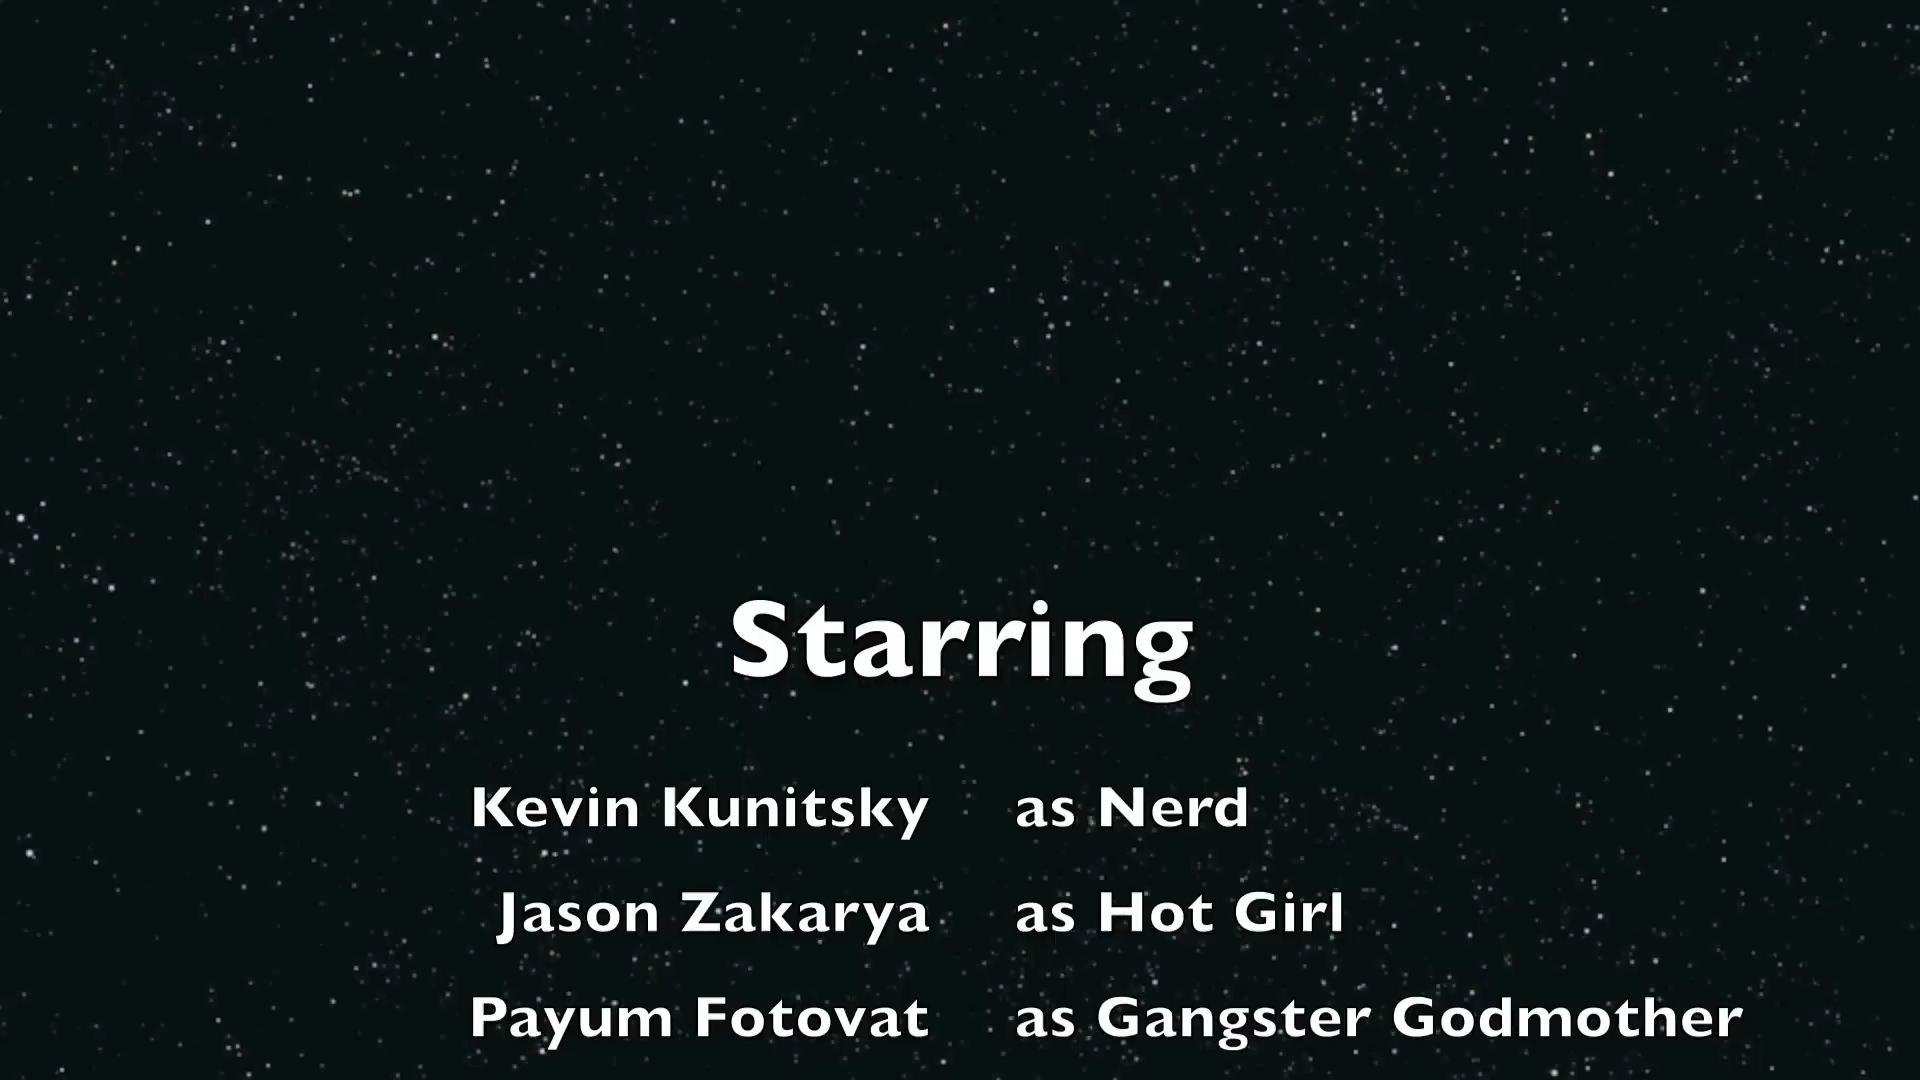 Starring
Kevin Kunitsky as Nerd
Jason Zakarya as Hot Girl
Payum Fotovat as Gangster Godmother